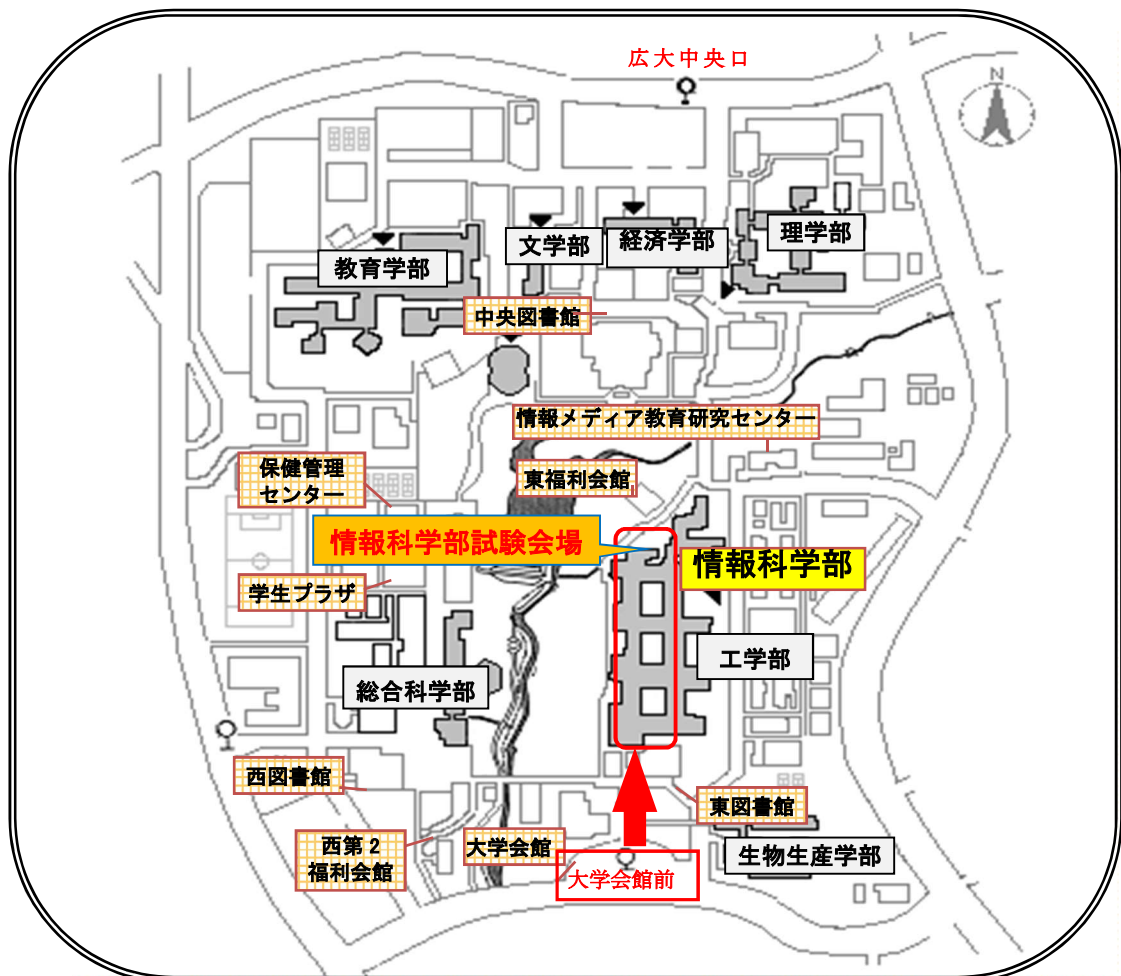 広大中央口
N
理学部
経済学部
文学部
教育学部
中央図書館
情報メディア教育研究センター
保健管理
センター
東福利会館
情報科学部試験会場
情報科学部
学生プラザ
工学部
総合科学部
西図書館
東図書館
西第2
福利会館
大学会館
生物生産学部
大学会館前